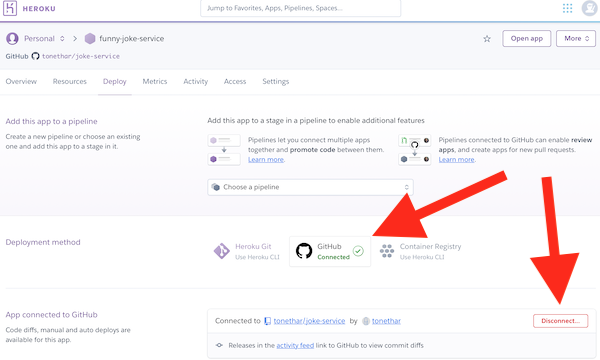 HEROKU
Jump to Favorites, Apps, Pipelines, Spaces...
Personal
funny-joke-service
Open app
More
GitHub tonethar/joke-service
Overview Resources Deploy Metrics Activity Access Settings
Add this app to a pipeline
Create a new pipeline or choose an existing
one and add this app to a stage in it.
Add this app to a stage in a pipeline to enable additional features
Pipelines let you connect multiple apps
together and promote code between them.
Learn more.
Pipelines connected to GitHub can enable review
apps, and create apps for new pull requests.
Learn more.
Choose a pipeline
Deployment method
Heroku Git
Use Heroku CLI
GitHub
Connected
Container Registry
Use Heroku CLI
App connected to GitHub
Code diffs, manual and auto deploys are
available for this app.
Connected to tonethar/joke-service by tonethar
Disconnect...
Releases in the activity feed link to GitHub to view commit diffs